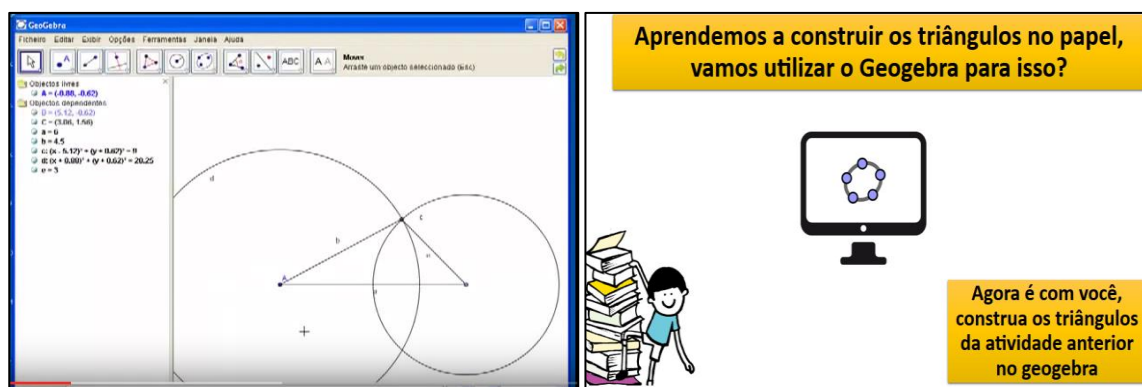 GeoGebra
Ficheiro Editar Exibir Opções Ferramentas Janela Ajuda
A ABC A A Mover
Arraste um objecto seleccionado (Esc)
Objectos livres
A = (-0.88, -0.62)
Objectos dependentes
B = (5.12, -0.62)
C = (3.06, 1.56)
a = 6
b = 4.5
c: (x - 5.12)² + (y + 0.62)² = 9
d: (x + 0.88)² + (y + 0.62)² = 20.25
e = 3
d
C
b
A
Aprendemos a construir os triângulos no papel,
vamos utilizar o Geogebra para isso?
Agora é com você,
construa os triângulos
da atividade anterior
no geogebra